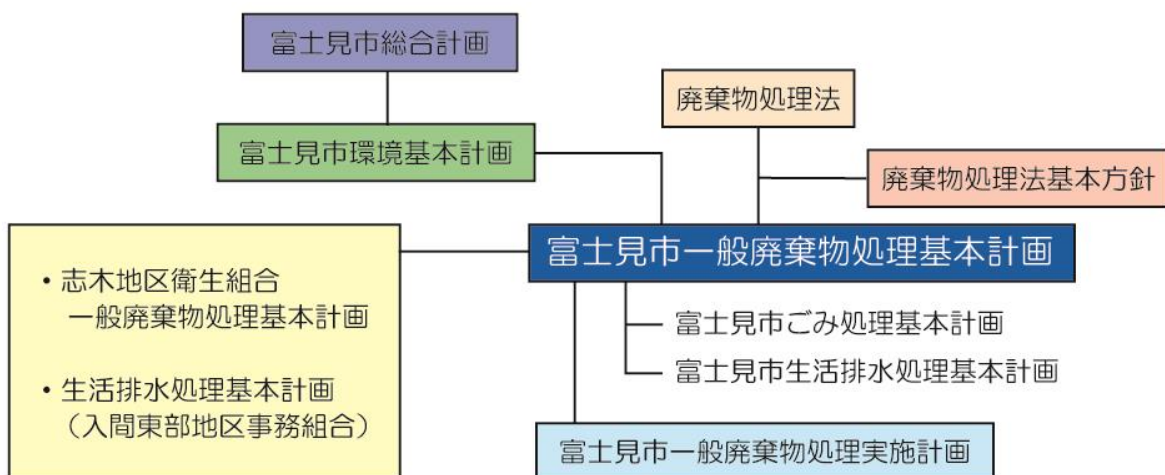 富士見市総合計画
廃棄物処理法
富士見市環境基本計画
廃棄物処理法基本方針
富士見市一般廃棄物処理基本計画
・志木地区衛生組合
一般廃棄物処理基本計画
・生活排水処理基本計画
（入間東部地区事務組合）
富士見市ごみ処理基本計画
富士見市生活排水処理基本計画
富士見市一般廃棄物処理実施計画